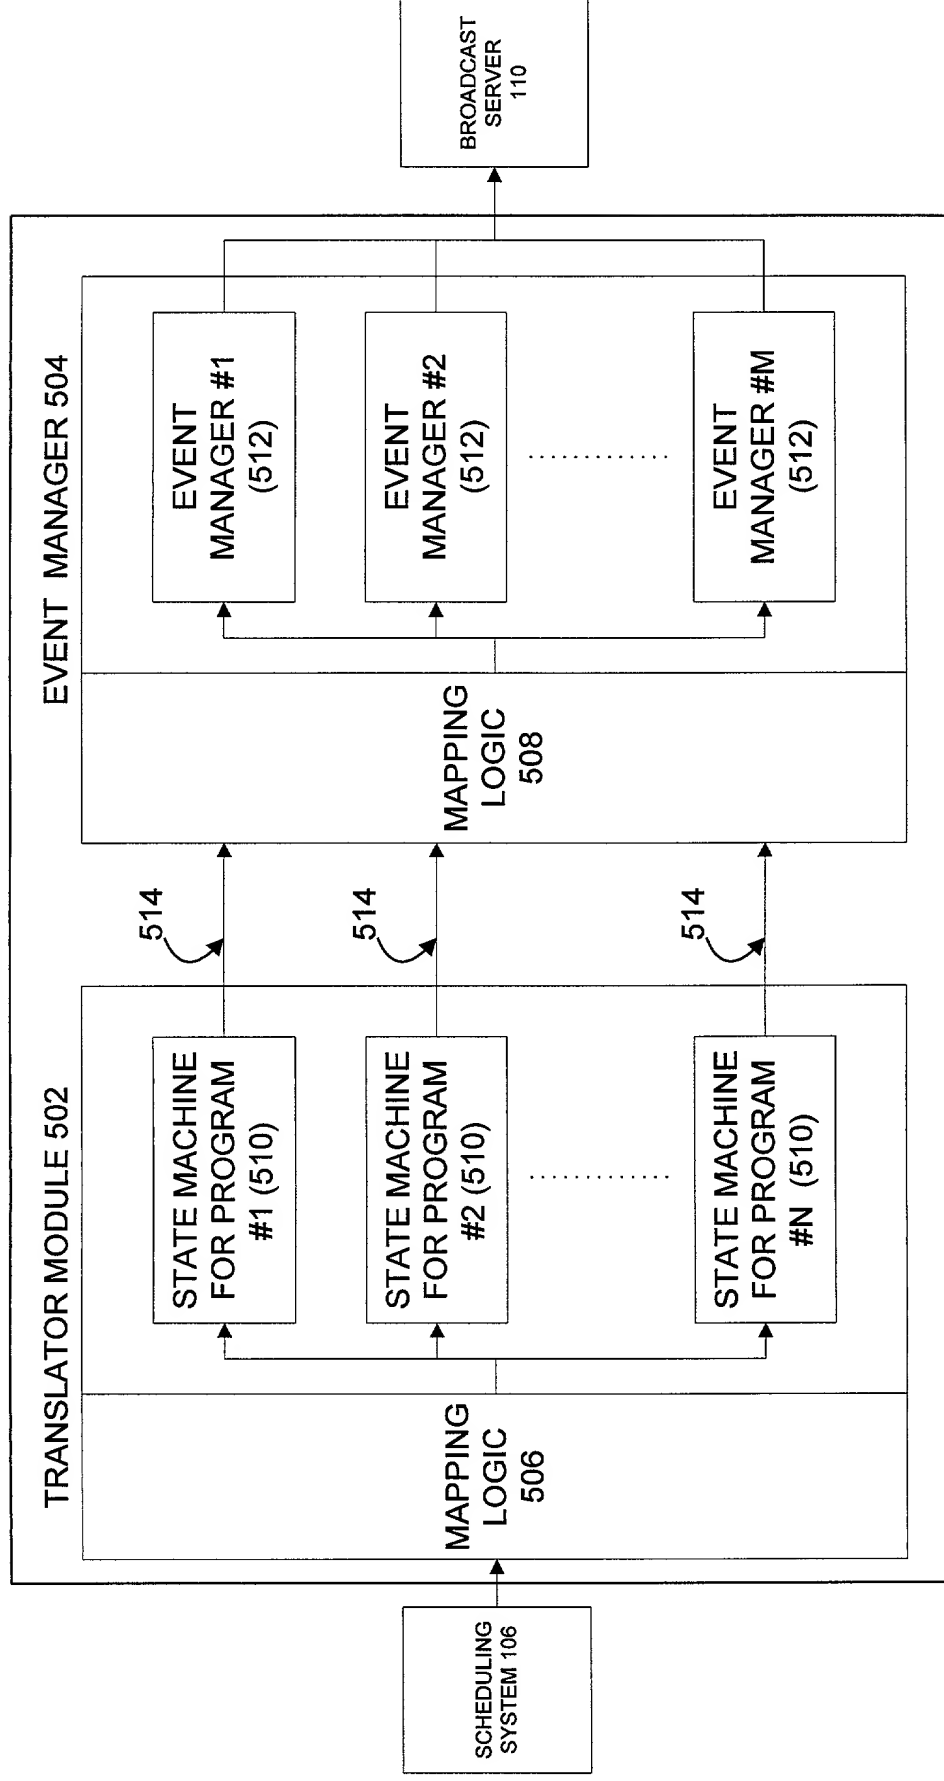 TRANSLATOR MODULE 502
EVENT MANAGER 504
SCHEDULING
SYSTEM 106
MAPPING
LOGIC
506
STATE MACHINE
FOR PROGRAM
#1 (510)
STATE MACHINE
FOR PROGRAM
#2 (510)
STATE MACHINE
FOR PROGRAM
#N (510)
514
514
514
MAPPING
LOGIC
508
EVENT
MANAGER #1
(512)
EVENT
MANAGER #2
(512)
EVENT
MANAGER #M
(512)
BROADCAST
SERVER
110